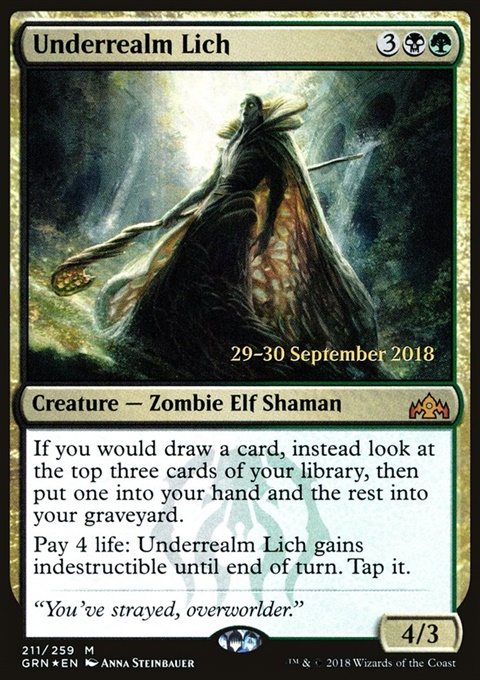 Underrealm Lich 3
29–30 September 2018
Creature — Zombie Elf Shaman
If you would draw a card, instead look at
the top three cards of your library, then
put one into your hand and the rest into
your graveyard.
Pay 4 life: Underrealm Lich gains
indestructible until end of turn. Tap it.
“You’ve strayed, overworlder.”
4/3
211/259 M
GRN★EN Anna Steinbauer
™ & © 2018 Wizards of the Coast